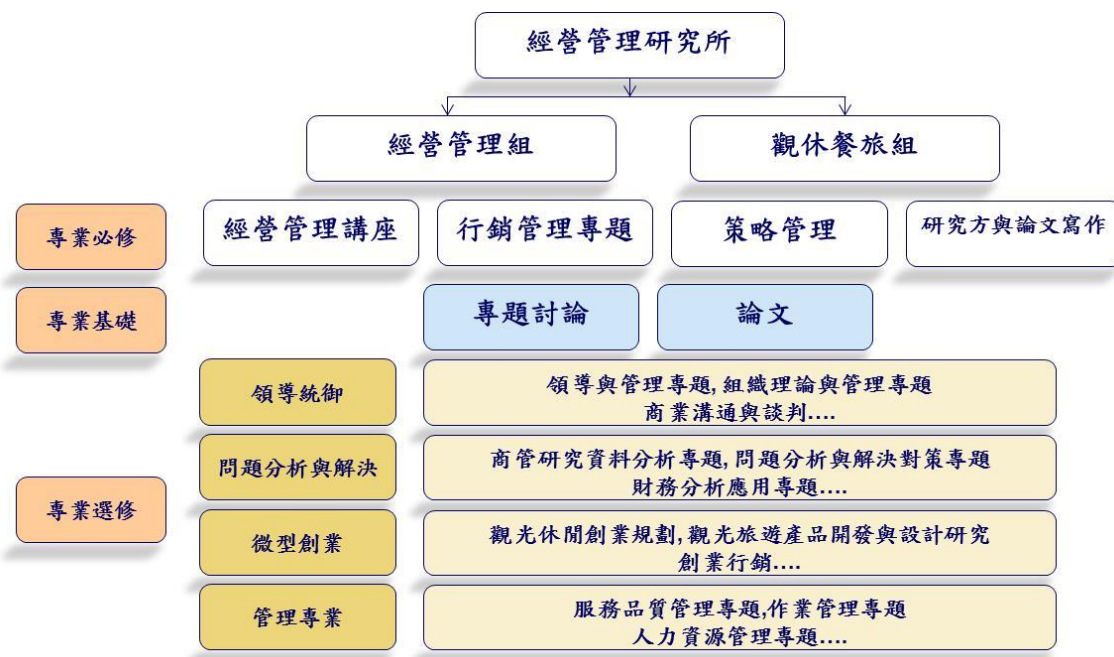 經營管理研究所
經營管理組
觀休餐旅組
專業必修
經營管理講座
行銷管理專題
策略管理
研究方與論文寫作
專業基礎
專題討論
論文
專業選修
領導統御
領導與管理專題,組織理論與管理專題
商業溝通與談判....
問題分析與解決
商管研究資料分析專題,問題分析與解決對策專題
財務分析應用專題....
微型創業
觀光休閒創業規劃,觀光旅遊產品開發與設計研究
創業行銷....
管理專業
服務品質管理專題,作業管理專題
人力資源管理專題....